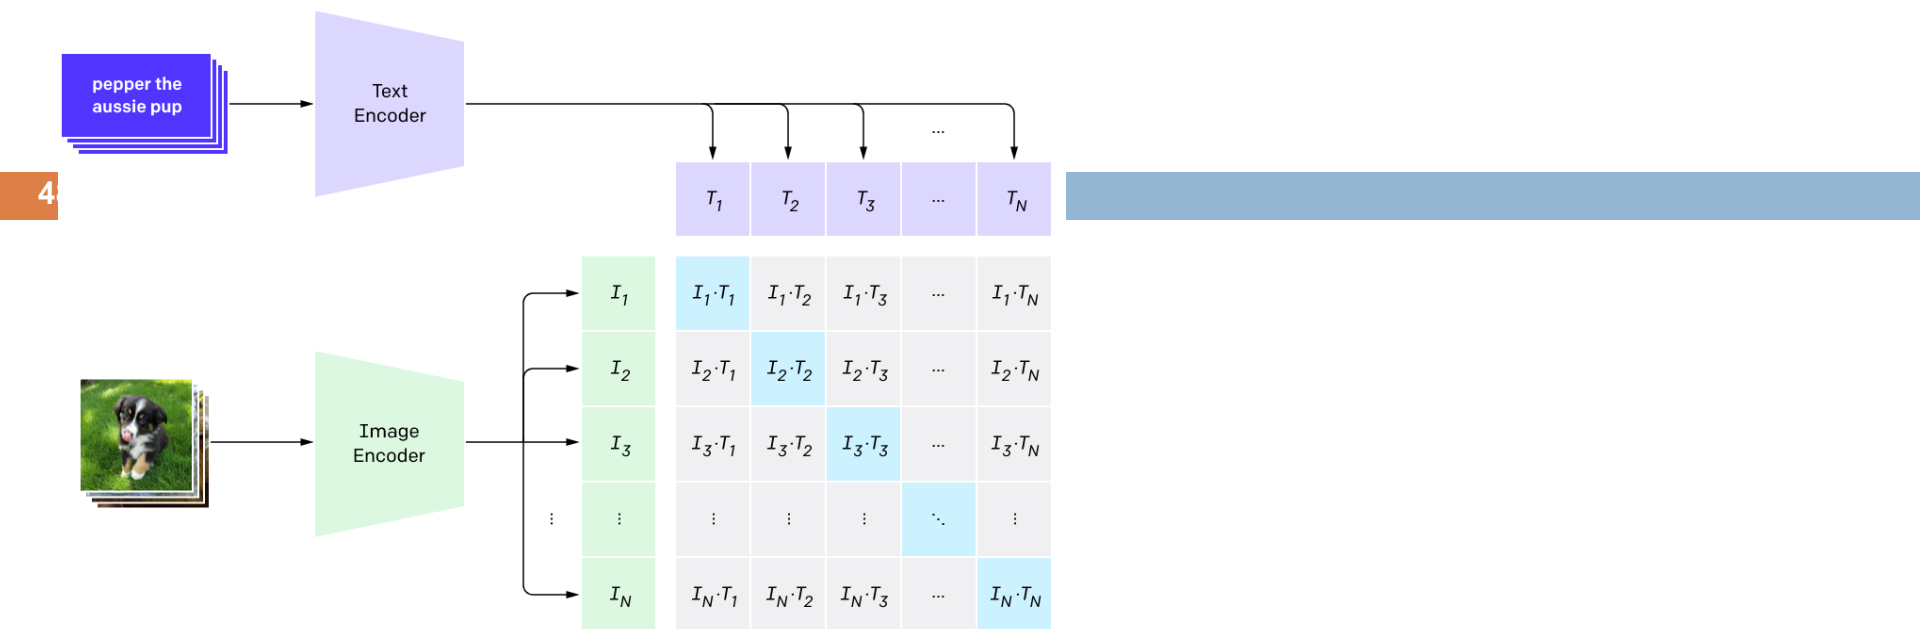 pepper the
aussie pup
Text
Encoder
...
4
T1 T2 T3 ... TN
I1 I1·T1 I1·T2 I1·T3 ... I1·TN
I2 I2·T1 I2·T2 I2·T3 ... I2·TN
Image
Encoder
I3 I3·T1 I3·T2 I3·T3 ... I3·TN
⋮ ⋮ ⋮ ⋮ ⋮ ⋱ ⋮
IN IN·T1 IN·T2 IN·T3 ... IN·TN